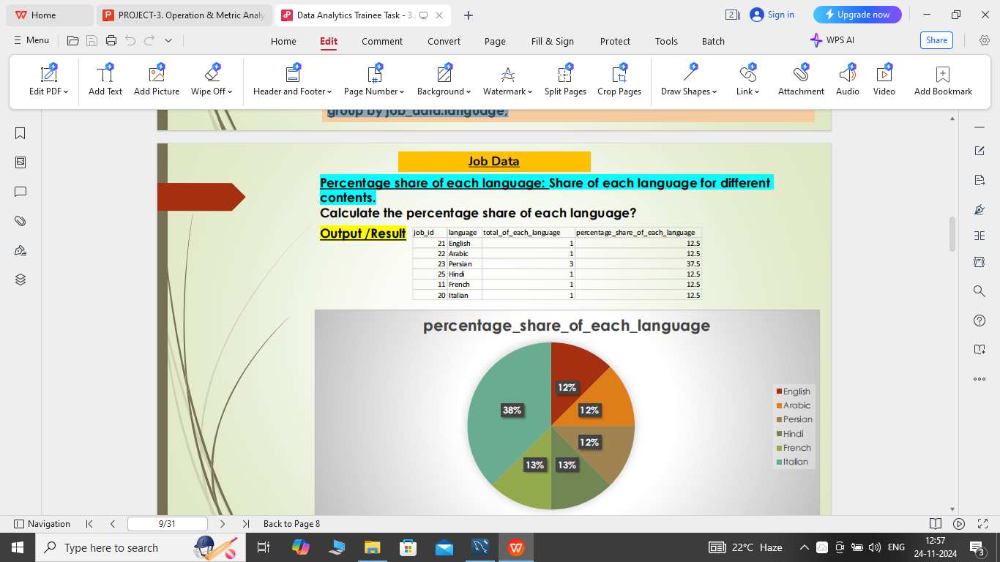 Home
PROJECT-3. Operation & Metric Analy
Data Analytics Trainee Task - 3.
2
Sign in
Upgrade now
Menu
Home Edit Comment Convert Page Fill & Sign Protect Tools Batch
WPS AI
Share
Edit PDF Add Text Add Picture Wipe Off Header and Footer Page Number Background Watermark Split Pages Crop Pages Draw Shapes Link Attachment Audio Video Add Bookmark
group by job_data.language;
Job Data
Percentage share of each language: Share of each language for different
contents.
Calculate the percentage share of each language?
Output /Result
job_id language total_of_each_language percentage_share_of_each_language
21 English 1 12.5
22 Arabic 1 12.5
23 Persian 3 37.5
25 Hindi 1 12.5
11 French 1 12.5
20 Italian 1 12.5
percentage_share_of_each_language
12%
38% 12%
12%
13% 13%
English
Arabic
Persian
Hindi
French
Italian
Navigation
9/31
Back to Page 8
Type here to search
22°C Haze
ENG
12:57
24-11-2024
3